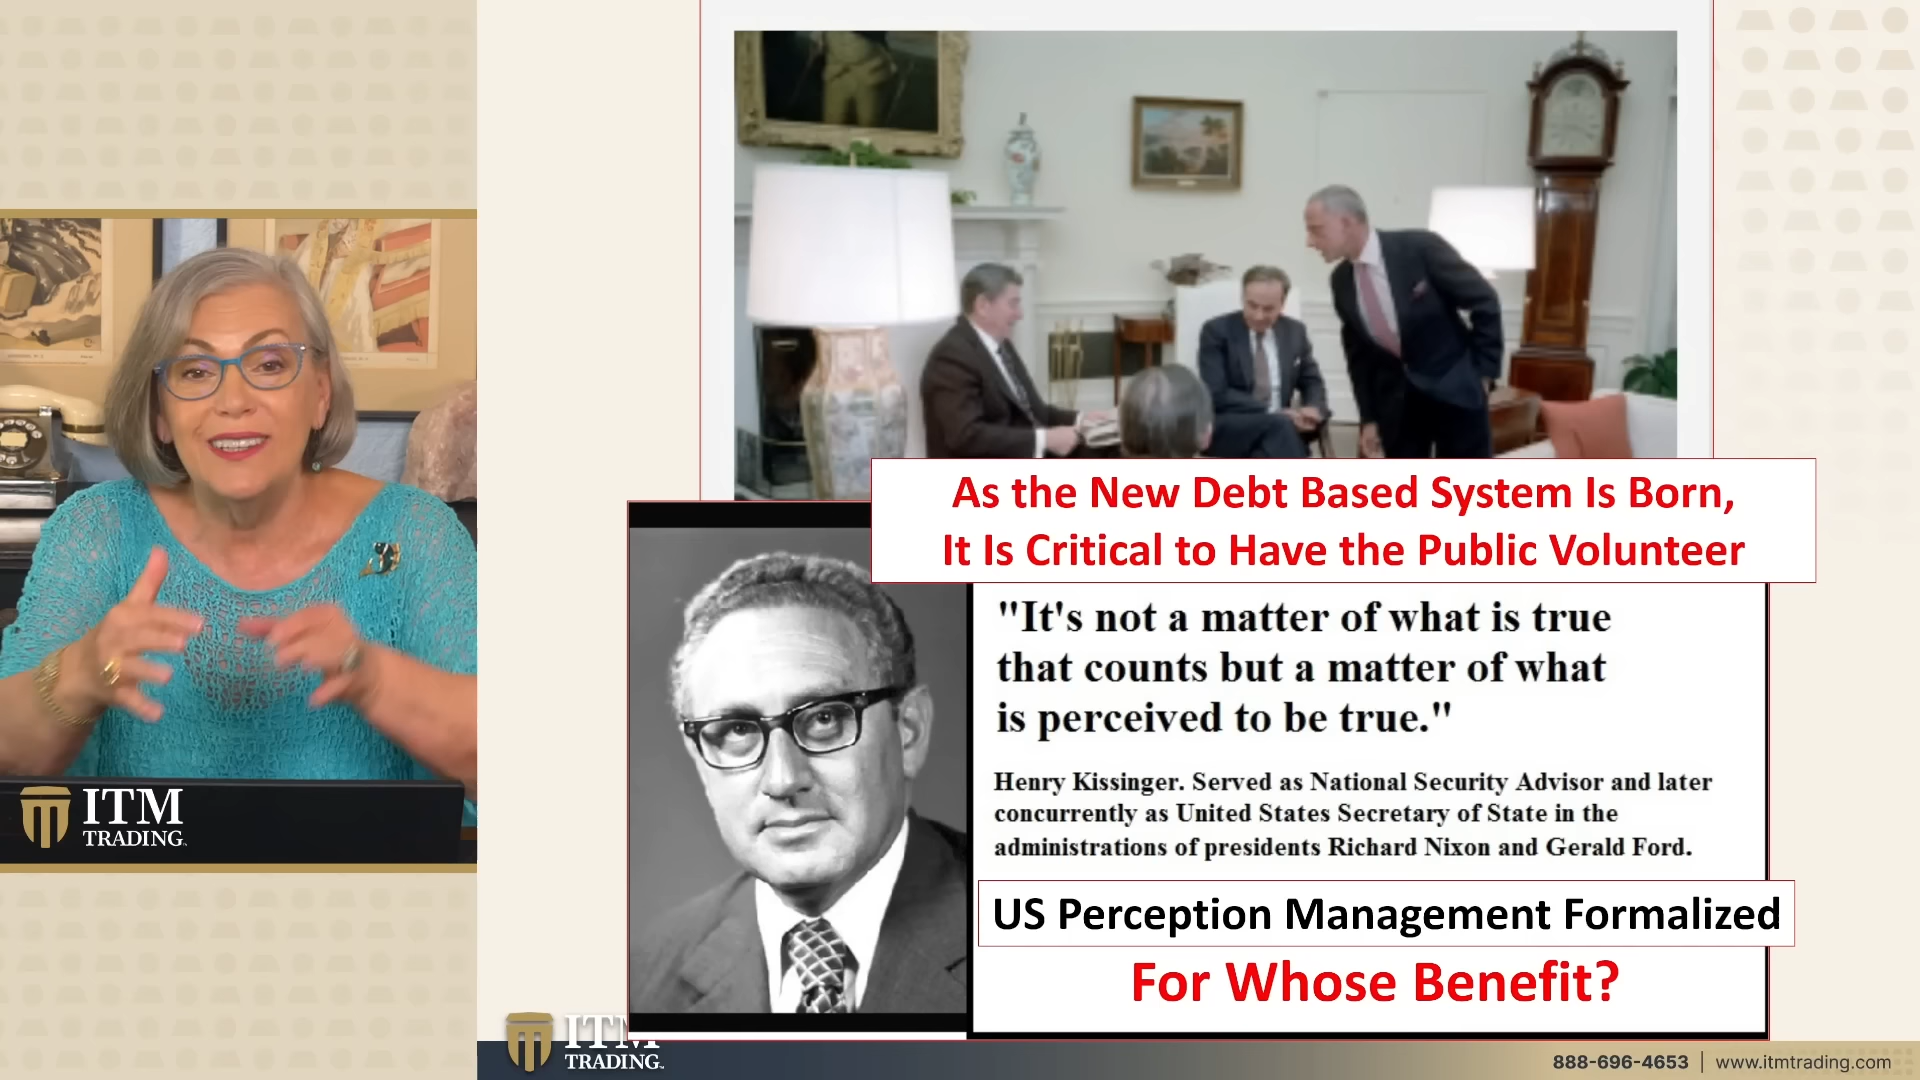 As the New Debt Based System Is Born,
It Is Critical to Have the Public Volunteer
"It's not a matter of what is true
that counts but a matter of what
is perceived to be true."
Henry Kissinger. Served as National Security Advisor and later
concurrently as United States Secretary of State in the
administrations of presidents Richard Nixon and Gerald Ford.
US Perception Management Formalized
For Whose Benefit?
ITM
TRADING
ITM
TRADING
888-696-4653 | www.itmtrading.com